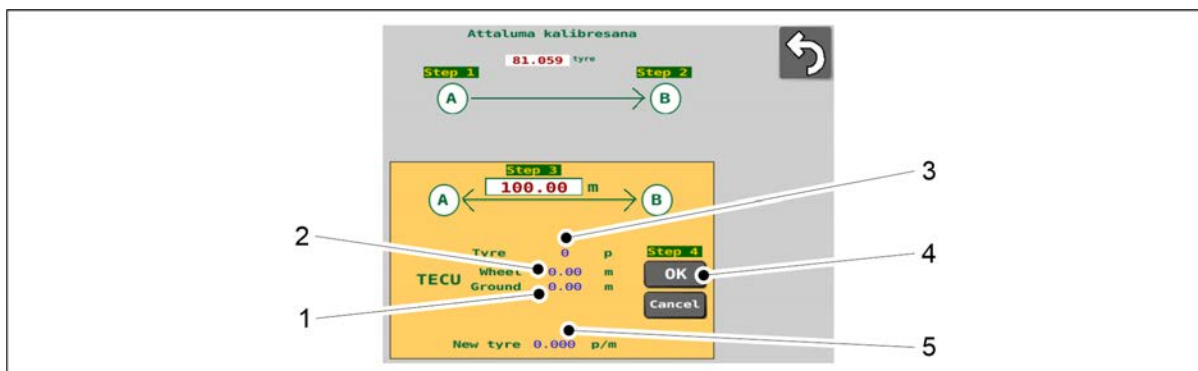 Attaluma kalibresana
81.059 tyre
Step 1 Step 2
A B
Step 3
100.00 m
A B
3
2
Tyre 0 p
Step 4
Wheel 0.00 m
OK
4
TECU
Ground 0.00 m
1
Cancel
New tyre 0.000 p/m
5